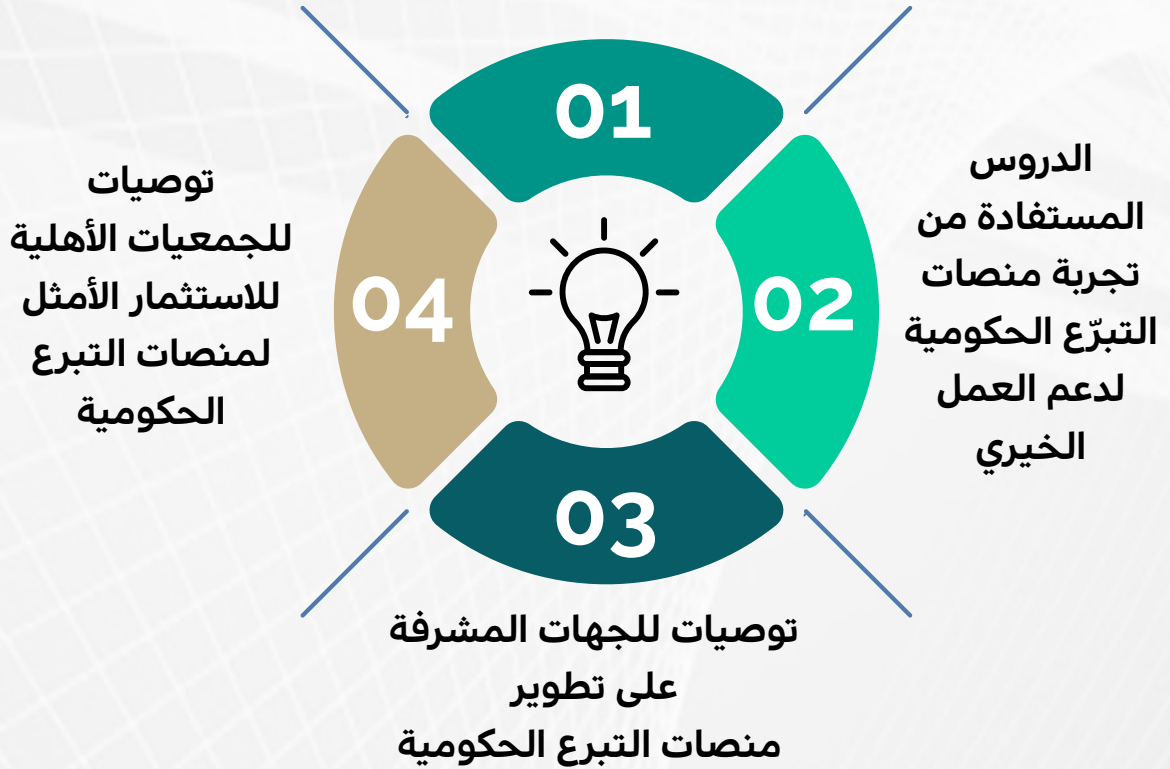 01
02
الدروس
المستفادة من
تجربة منصات
التبرّع الحكومية
لدعم العمل
الخيري
03
توصيات للجهات المشرفة
على تطوير
منصات التبرع الحكومية
04
توصيات
للجمعيات الأهلية
للاستثمار الأمثل
لمنصات التبرع
الحكومية